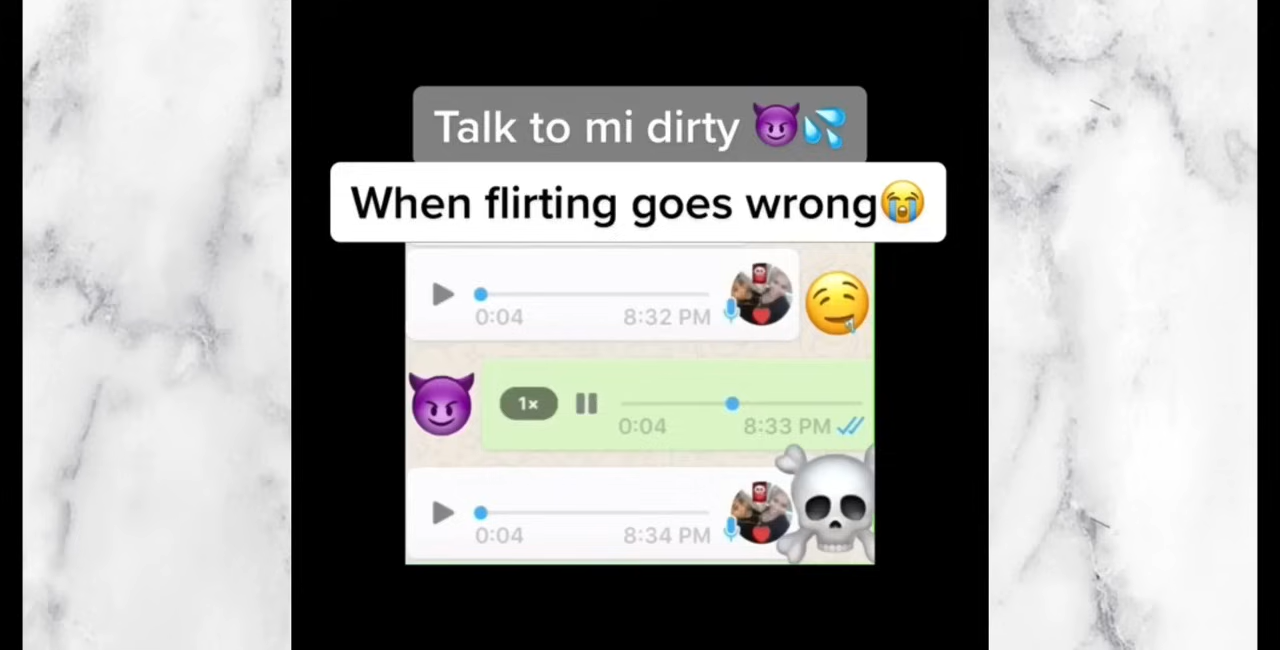 Talk to mi dirty 😈💦
When flirting goes wrong😭
0:04 8:32 PM
1×
0:04 8:33 PM
0:04 8:34 PM